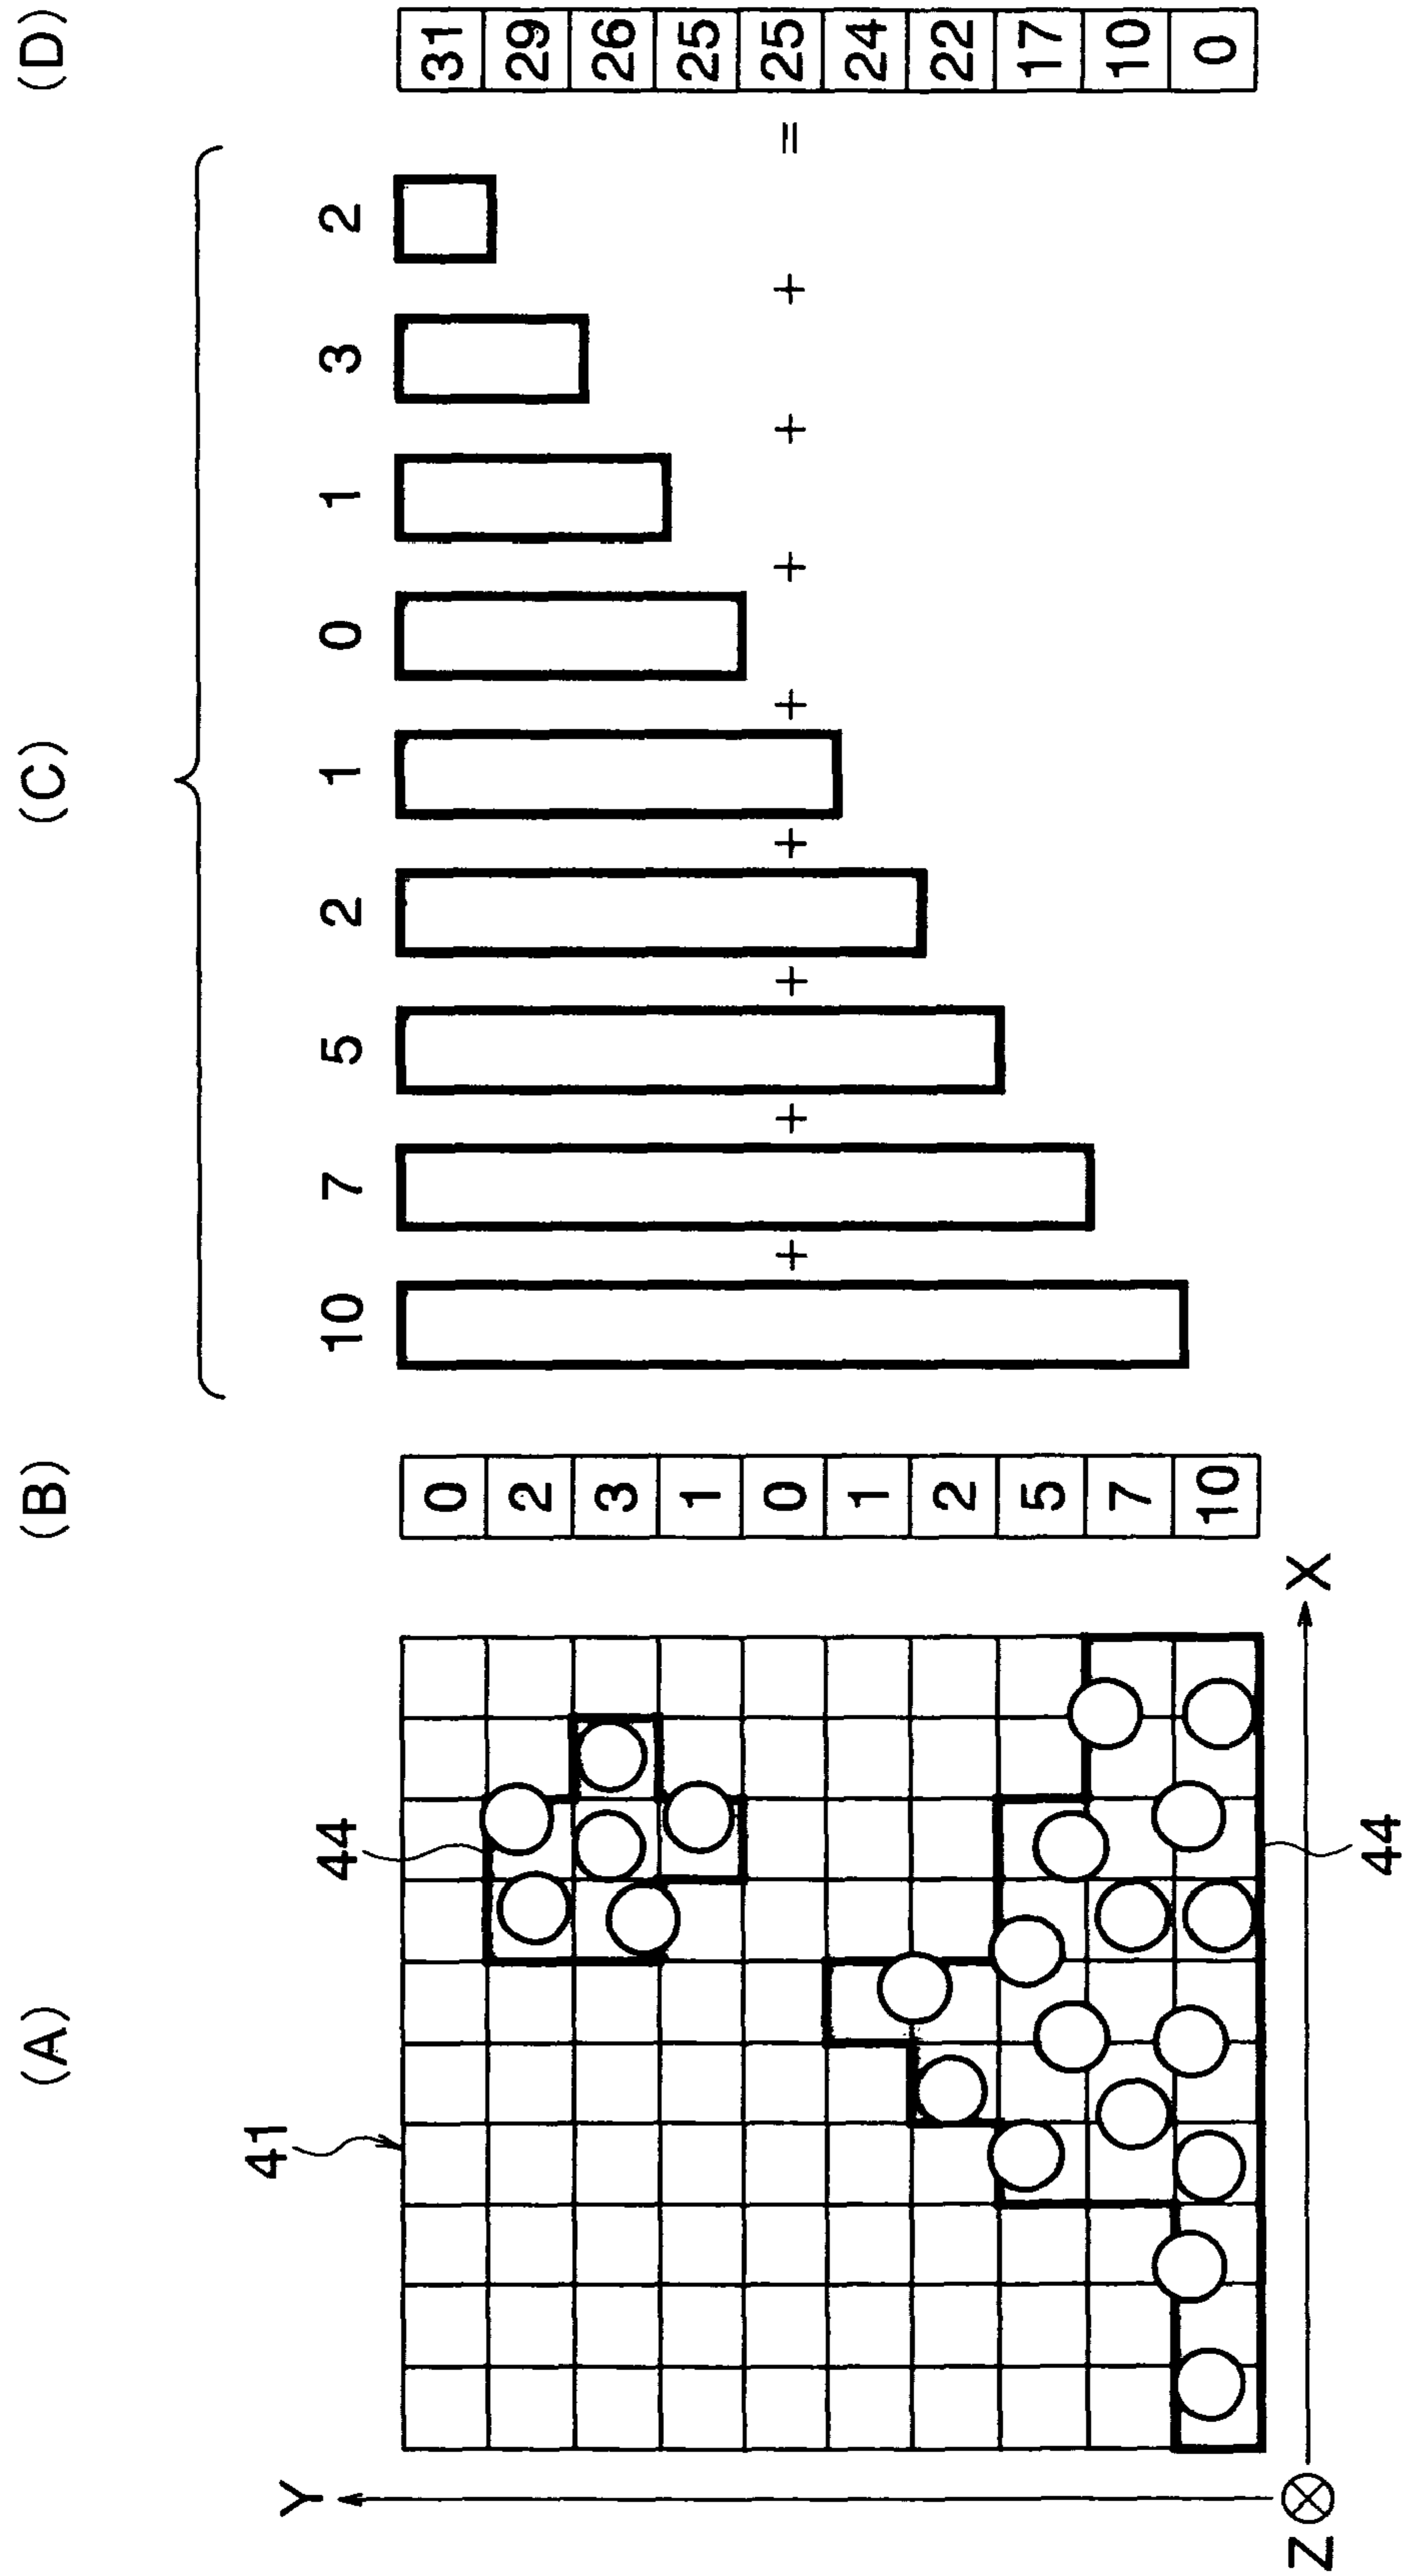 (A) (B) (C) (D)
41
Y
44 10 7 5 2 1 0 1 3 2
0 31
2 29
3 26
1 25
0 + + + + + + + + = 25
1 24
2 22
5 17
7 10
10 0
Z X
44